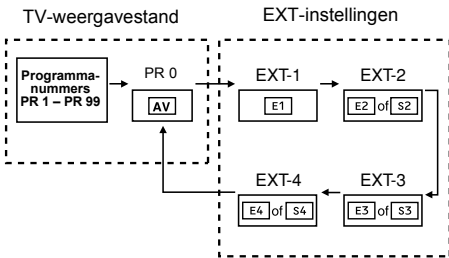 TV-weergavestand
EXT-instellingen
Programma-
nummers
PR 1 – PR 99
PR 0
AV
EXT-1
E1
EXT-2
E2 of S2
EXT-4
E4 of S4
EXT-3
E3 of S3